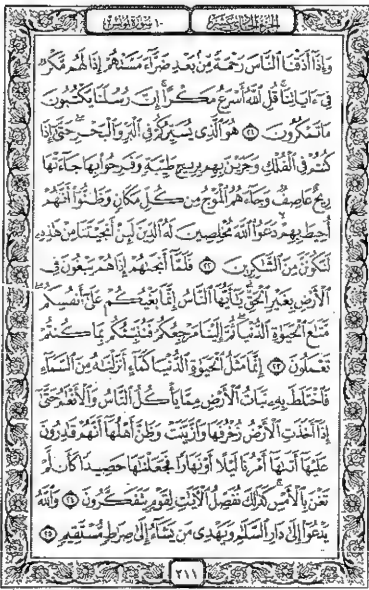 الجزء الحادي عشر ١٠ سورة يونس
وَإِذَآ أَذَقْنَا ٱلنَّاسَ رَحْمَةً مِّنۢ بَعْدِ ضَرَّآءَ مَسَّتْهُمْ إِذَا لَهُم مَّكْرٌ
فِىٓ ءَايَاتِنَا ۚ قُلِ ٱللَّهُ أَسْرَعُ مَكْرًا ۚ إِنَّ رُسُلَنَا يَكْتُبُونَ
مَا تَمْكُرُونَ ٢١ هُوَ ٱلَّذِى يُسَيِّرُكُمْ فِى ٱلْبَرِّ وَٱلْبَحْرِ ۖ حَتَّىٰٓ إِذَا
كُنتُمْ فِى ٱلْفُلْكِ وَجَرَيْنَ بِهِم بِرِيحٍ طَيِّبَةٍ وَفَرِحُوا۟ بِهَا جَآءَتْهَا
رِيحٌ عَاصِفٌ وَجَآءَهُمُ ٱلْمَوْجُ مِن كُلِّ مَكَانٍ وَظَنُّوٓا۟ أَنَّهُمْ
أُحِيطَ بِهِمْ ۙ دَعَوُا۟ ٱللَّهَ مُخْلِصِينَ لَهُ ٱلدِّينَ لَئِنْ أَنجَيْتَنَا مِنْ هَٰذِهِۦ
لَنَكُونَنَّ مِنَ ٱلشَّٰكِرِينَ ٢٢ فَلَمَّآ أَنجَىٰهُمْ إِذَا هُمْ يَبْغُونَ فِى
ٱلْأَرْضِ بِغَيْرِ ٱلْحَقِّ ۗ يَٰٓأَيُّهَا ٱلنَّاسُ إِنَّمَا بَغْيُكُمْ عَلَىٰٓ أَنفُسِكُم ۖ
مَّتَٰعَ ٱلْحَيَوٰةِ ٱلدُّنْيَا ۖ ثُمَّ إِلَيْنَا مَرْجِعُكُمْ فَنُنَبِّئُكُم بِمَا كُنتُمْ
تَعْمَلُونَ ٢٣ إِنَّمَا مَثَلُ ٱلْحَيَوٰةِ ٱلدُّنْيَا كَمَآءٍ أَنزَلْنَٰهُ مِنَ ٱلسَّمَآءِ
فَٱخْتَلَطَ بِهِۦ نَبَاتُ ٱلْأَرْضِ مِمَّا يَأْكُلُ ٱلنَّاسُ وَٱلْأَنْعَٰمُ حَتَّىٰٓ
إِذَآ أَخَذَتِ ٱلْأَرْضُ زُخْرُفَهَا وَٱزَّيَّنَتْ وَظَنَّ أَهْلُهَآ أَنَّهُمْ قَٰدِرُونَ
عَلَيْهَآ أَتَىٰهَآ أَمْرُنَا لَيْلًا أَوْ نَهَارًا فَجَعَلْنَٰهَا حَصِيدًا كَأَن لَّمْ
تَغْنَ بِٱلْأَمْسِ ۚ كَذَٰلِكَ نُفَصِّلُ ٱلْءَايَٰتِ لِقَوْمٍ يَتَفَكَّرُونَ ٢٤ وَٱللَّهُ
يَدْعُوٓا۟ إِلَىٰ دَارِ ٱلسَّلَٰمِ وَيَهْدِى مَن يَشَآءُ إِلَىٰ صِرَٰطٍ مُّسْتَقِيمٍ ٢٥
٢١١